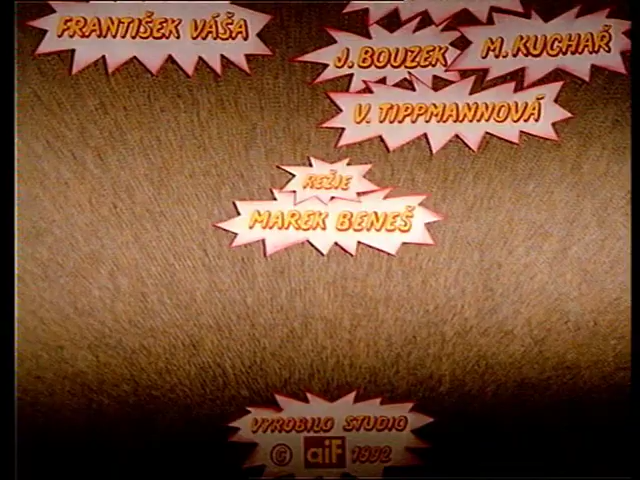 FRANTIŠEK VÁŠA
J. BOUZEK
M. KUCHAŘ
V. TIPPMANNOVÁ
REŽIE
MAREK BENEŠ
VYROBILO STUDIO
© aiF 1992